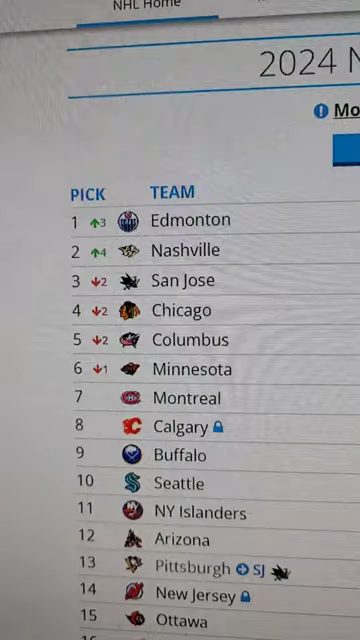 NHL Home
2024 N
Mo
PICK TEAM
1 ↑3 Edmonton
2 ↑4 Nashville
3 ↓2 San Jose
4 ↓2 Chicago
5 ↓2 Columbus
6 ↓1 Minnesota
7 Montreal
8 Calgary
9 Buffalo
10 Seattle
11 NY Islanders
12 Arizona
13 Pittsburgh → SJ
14 New Jersey
15 Ottawa